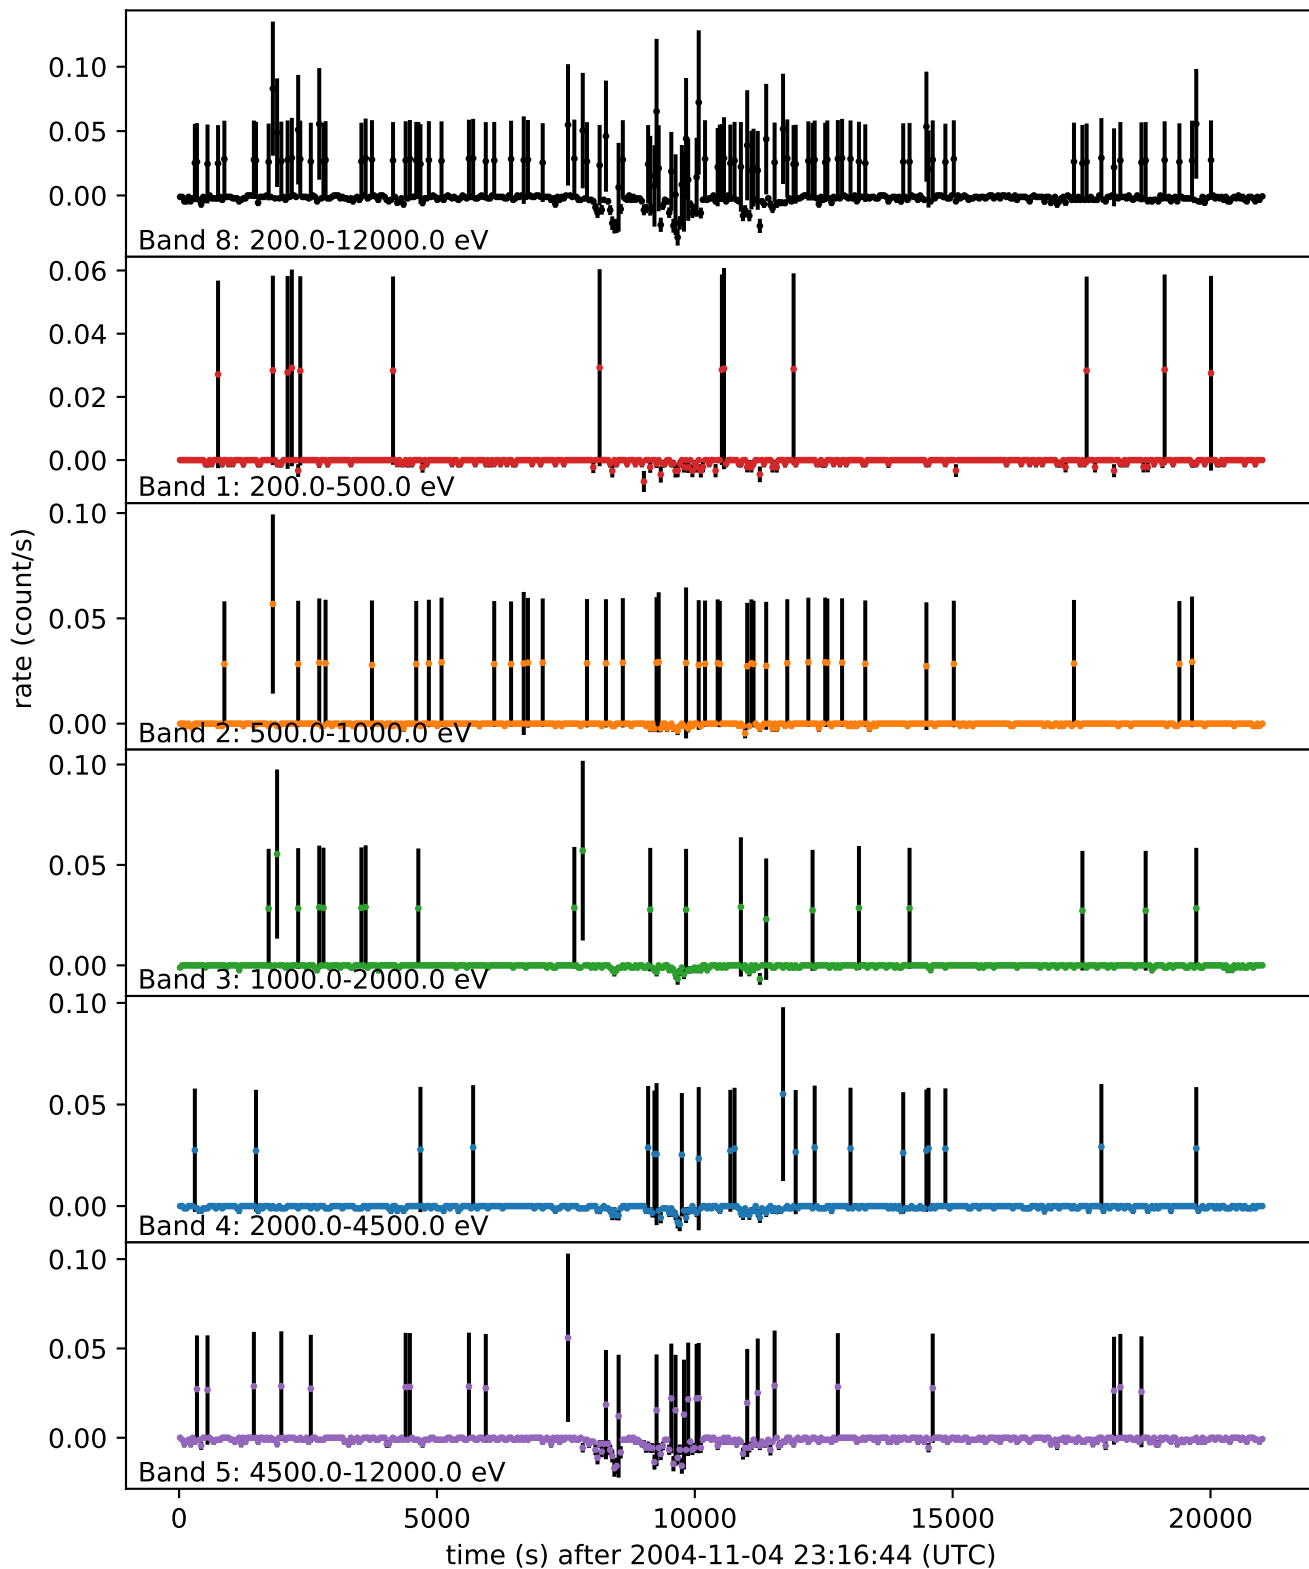 rate (count/s)
0.10
0.05
0.00
Band 8: 200.0-12000.0 eV
0.06
0.04
0.02
0.00
Band 1: 200.0-500.0 eV
0.10
0.05
0.00
Band 2: 500.0-1000.0 eV
0.10
0.05
0.00
Band 3: 1000.0-2000.0 eV
0.10
0.05
0.00
Band 4: 2000.0-4500.0 eV
0.10
0.05
0.00
Band 5: 4500.0-12000.0 eV
0 5000 10000 15000 20000
time (s) after 2004-11-04 23:16:44 (UTC)